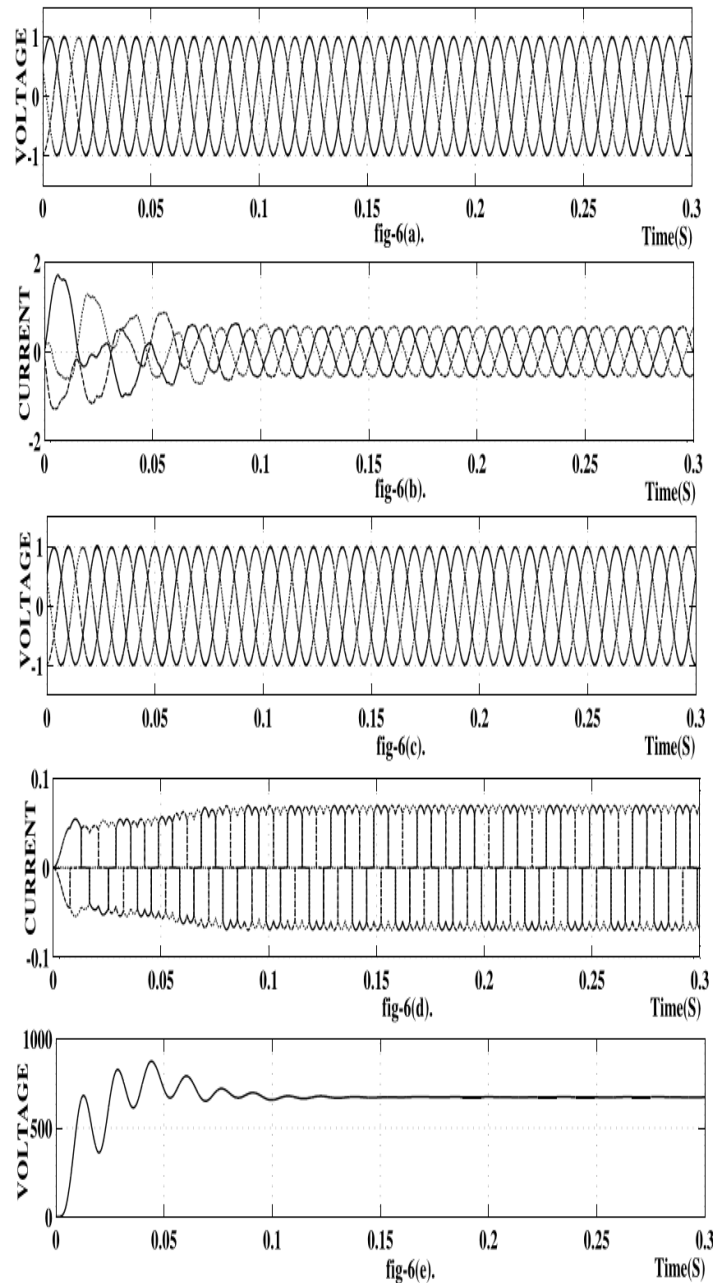 VOLTAGE
1
0
-1
0 0.05 0.1 0.15 0.2 0.25 0.3
fig-6(a). Time(S)
CURRENT
2
0
-2
0 0.05 0.1 0.15 0.2 0.25 0.3
fig-6(b). Time(S)
VOLTAGE
1
0
-1
0 0.05 0.1 0.15 0.2 0.25 0.3
fig-6(c). Time(S)
CURRENT
0.1
0
-0.1
0 0.05 0.1 0.15 0.2 0.25 0.3
fig-6(d). Time(S)
VOLTAGE
1000
500
0
0 0.05 0.1 0.15 0.2 0.25 0.3
fig-6(e). Time(S)